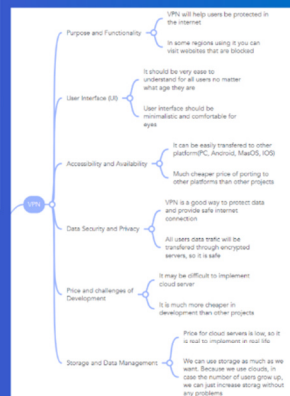 VPN will help users be protected in
the internet
Purpose and Functionality
In some regions using it you can
visit websites that are blocked
It should be very ease to
understand for all users no matter
what age they are
User Interface (UI)
User interface should be
minimalistic and comfortable for
eyes
It can be easily transferred to other
platform(PC, Android, MacOS, IOS)
Accessibility and Availability
Much cheaper price of porting to
other platforms than other projects
VPN
VPN is a good way to protect data
and provide safe internet
connection
Data Security and Privacy
All users data trafic will be
transfered through encrypted
servers, so it is safe
It may be difficult to implement
cloud server
Price and challenges of
Development
It is much more cheaper in
development than other projects
Price for cloud servers is low, so it
is real to implement in real life
Storage and Data Management
We can use storage as much as we
want. Because we use clouds, in
case the number of users grow up,
we can just increase storag without
any problems